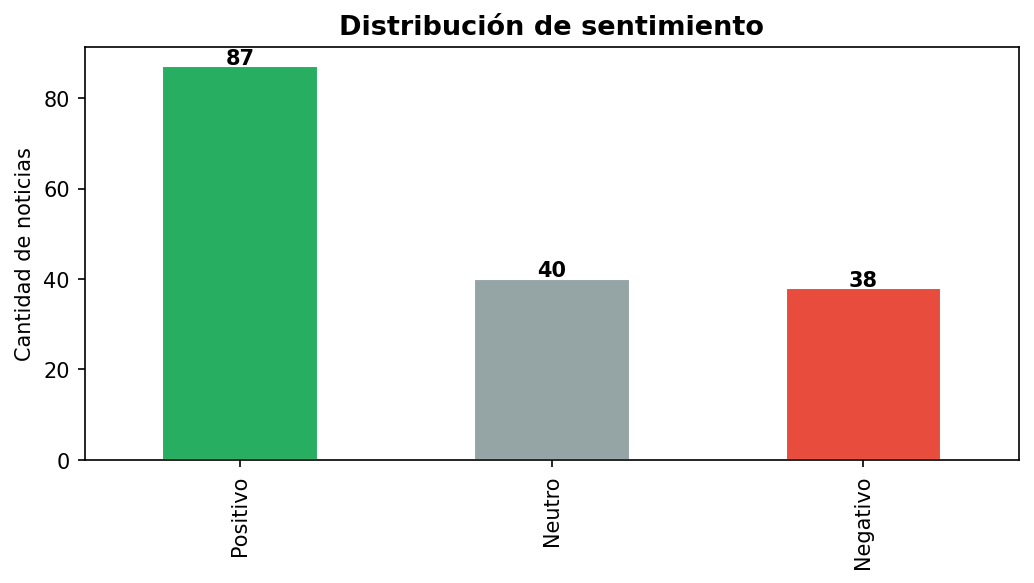 Distribución de sentimiento
Cantidad de noticias
80
60
40
20
0
87
40
38
Positivo
Neutro
Negativo